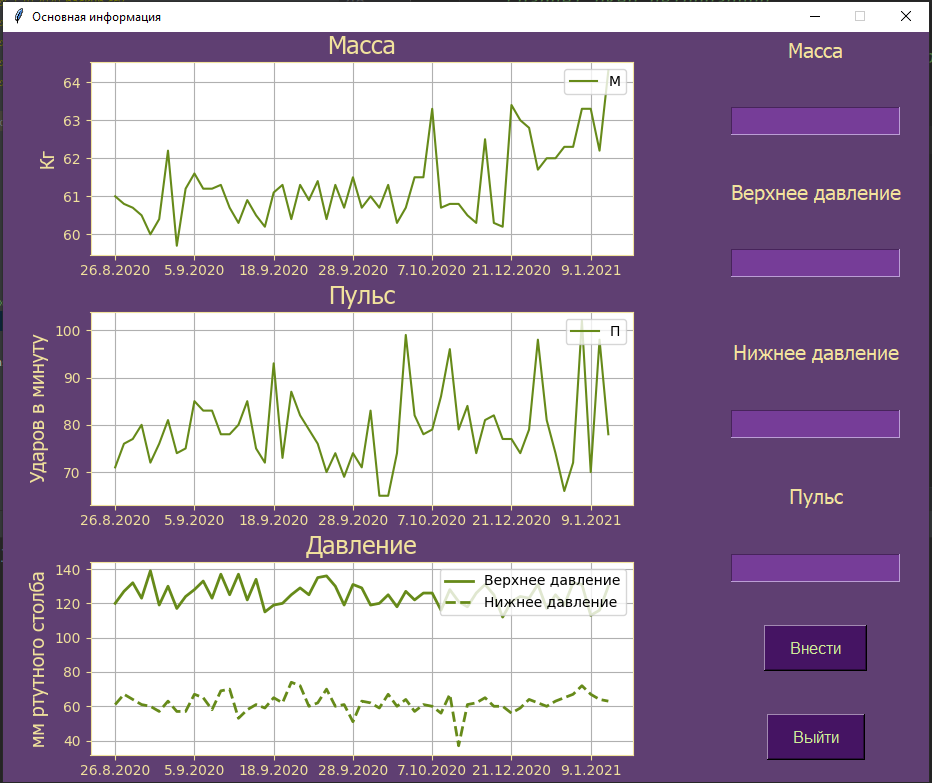 Основная информация
Масса
64
63
62
61
60
Кг
М
26.8.2020 5.9.2020 18.9.2020 28.9.2020 7.10.2020 21.12.2020 9.1.2021
Пульс
100
90
80
70
Ударов в минуту
П
26.8.2020 5.9.2020 18.9.2020 28.9.2020 7.10.2020 21.12.2020 9.1.2021
Давление
140
120
100
80
60
40
мм ртутного столба
Верхнее давление
Нижнее давление
26.8.2020 5.9.2020 18.9.2020 28.9.2020 7.10.2020 21.12.2020 9.1.2021
Масса
Верхнее давление
Нижнее давление
Пульс
Внести
Выйти